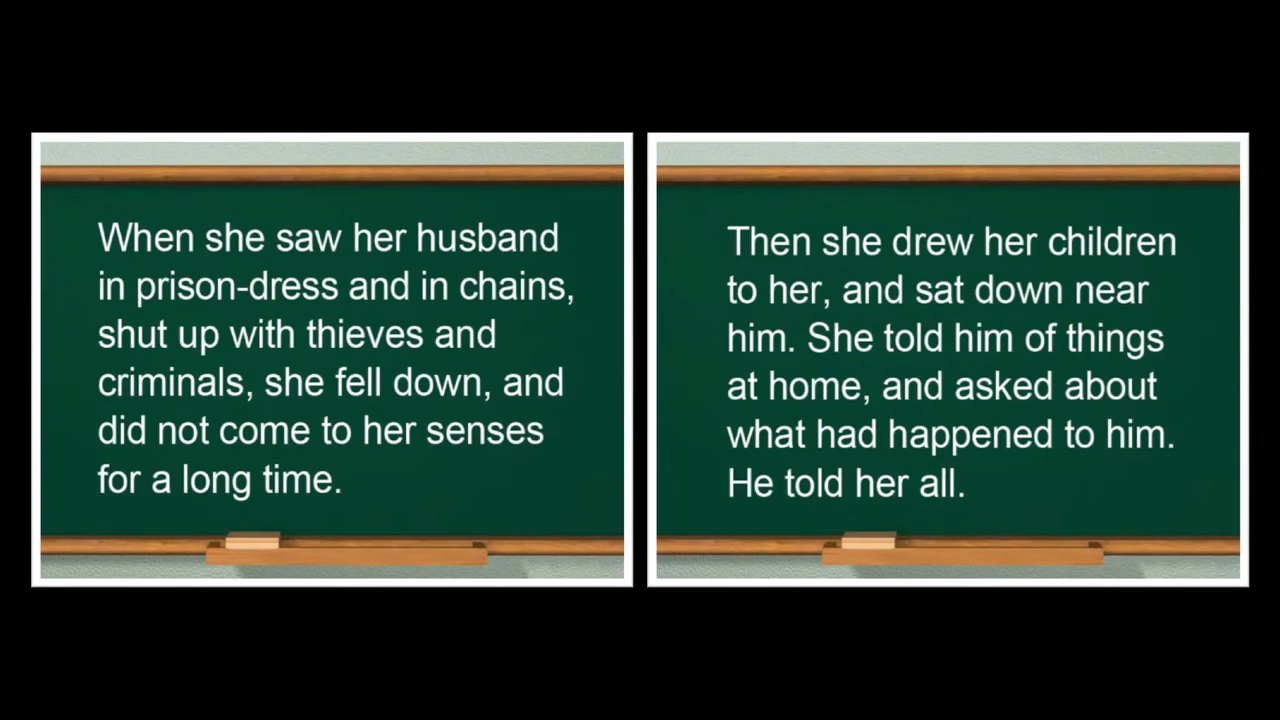 When she saw her husband
in prison-dress and in chains,
shut up with thieves and
criminals, she fell down, and
did not come to her senses
for a long time.
Then she drew her children
to her, and sat down near
him. She told him of things
at home, and asked about
what had happened to him.
He told her all.